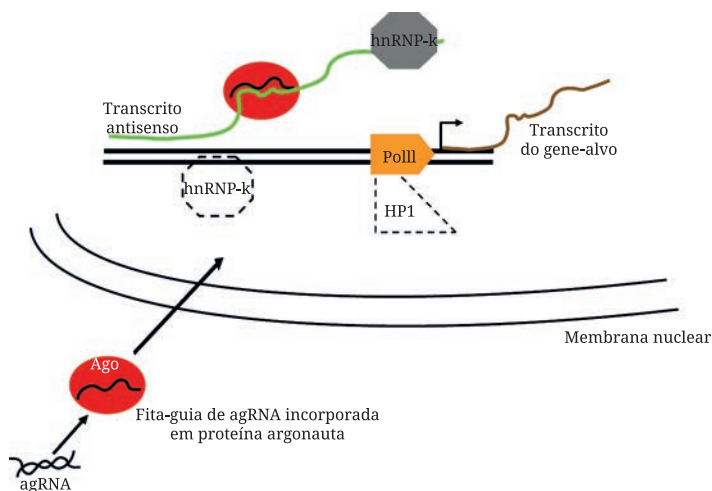 hnRNP-k
Transcrito
antisenso
Transcrito
do gene-alvo
PolII
hnRNP-k
HP1
Membrana nuclear
Ago
Fita-guia de agRNA incorporada
em proteína argonauta
agRNA